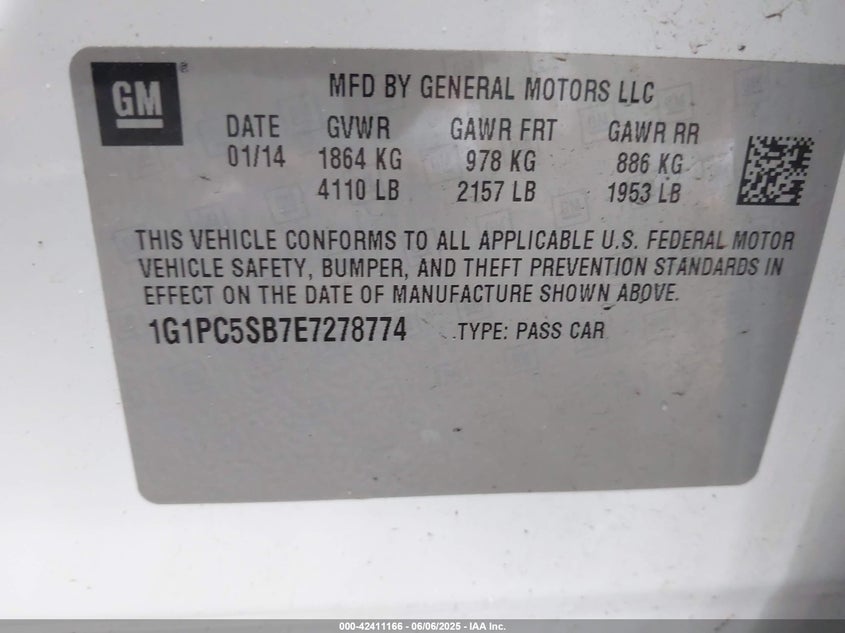 GM ®
MFD BY GENERAL MOTORS LLC
DATE GVWR GAWR FRT GAWR RR
01/14 1864 KG 978 KG 886 KG
4110 LB 2157 LB 1953 LB
THIS VEHICLE CONFORMS TO ALL APPLICABLE U.S. FEDERAL MOTOR
VEHICLE SAFETY, BUMPER, AND THEFT PREVENTION STANDARDS IN
EFFECT ON THE DATE OF MANUFACTURE SHOWN ABOVE.
1G1PC5SB7E7278774 TYPE: PASS CAR
000-42411166 - 06/06/2025 - IAA Inc.